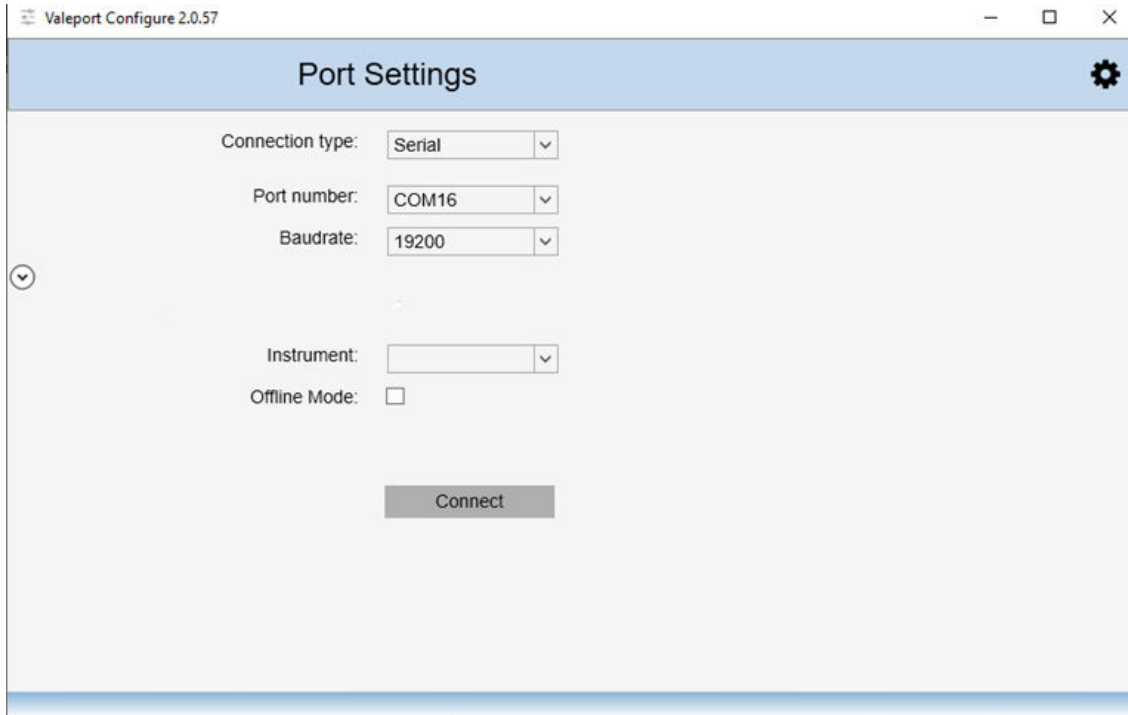 Valeport Configure 2.0.57
Port Settings
Connection type: Serial
Port number: COM16
Baudrate: 19200
Instrument:
Offline Mode:
Connect